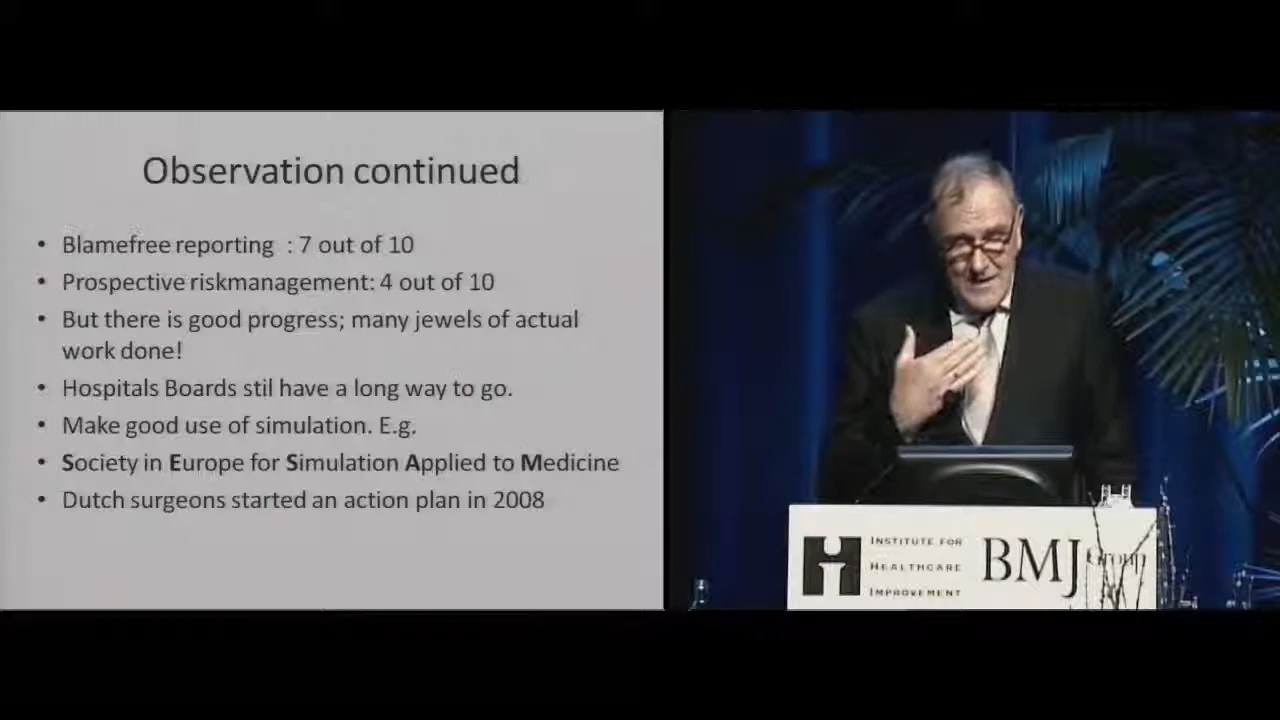 Observation continued
• Blamefree reporting : 7 out of 10
• Prospective riskmanagement: 4 out of 10
• But there is good progress; many jewels of actual
work done!
• Hospitals Boards stil have a long way to go.
• Make good use of simulation. E.g.
• Society in Europe for Simulation Applied to Medicine
• Dutch surgeons started an action plan in 2008
INSTITUTE FOR
HEALTHCARE
IMPROVEMENT
BMJ Group